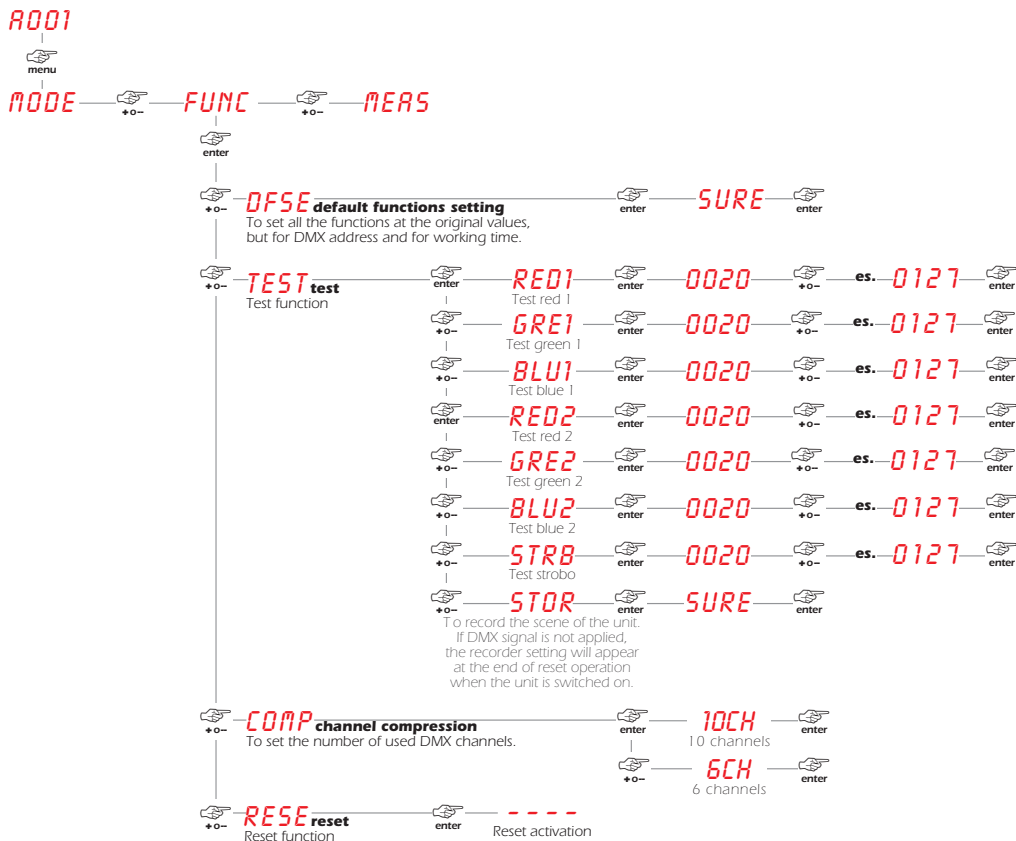 A001
menu
MODE +o– FUNC +o– MEAS
enter
+o– DFSE default functions setting enter SURE enter
To set all the functions at the original values,
but for DMX address and for working time.
+o– TEST test enter RED1 enter 0020 +o– es. 0127 enter
Test function
Test red 1
+o– GRE1 enter 0020 +o– es. 0127 enter
Test green 1
+o– BLU1 enter 0020 +o– es. 0127 enter
Test blue 1
enter RED2 enter 0020 +o– es. 0127 enter
Test red 2
+o– GRE2 enter 0020 +o– es. 0127 enter
Test green 2
+o– BLU2 enter 0020 +o– es. 0127 enter
Test blue 2
+o– STRB enter 0020 +o– es. 0127 enter
Test strobo
+o– STOR enter SURE enter
To record the scene of the unit.
If DMX signal is not applied,
the recorder setting will appear
at the end of reset operation
when the unit is switched on.
+o– COMP channel compression enter 10CH enter
To set the number of used DMX channels.
10 channels
+o– 6CH enter
6 channels
+o– RESE reset enter - - - -
Reset function
Reset activation